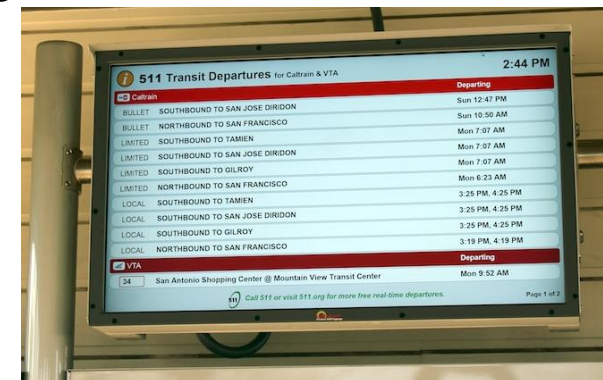 511 Transit Departures for Caltrain & VTA 2:44 PM
Caltrain Departing
BULLET SOUTHBOUND TO SAN JOSE DIRIDON Sun 12:47 PM
BULLET NORTHBOUND TO SAN FRANCISCO Sun 10:50 AM
LIMITED SOUTHBOUND TO TAMIEN Mon 7:07 AM
LIMITED SOUTHBOUND TO SAN JOSE DIRIDON Mon 7:07 AM
LIMITED SOUTHBOUND TO GILROY Mon 7:07 AM
LIMITED NORTHBOUND TO SAN FRANCISCO Mon 6:23 AM
LOCAL SOUTHBOUND TO TAMIEN 3:25 PM, 4:25 PM
LOCAL SOUTHBOUND TO SAN JOSE DIRIDON 3:25 PM, 4:25 PM
LOCAL SOUTHBOUND TO GILROY 3:25 PM, 4:25 PM
LOCAL NORTHBOUND TO SAN FRANCISCO 3:19 PM, 4:19 PM
VTA Departing
34 San Antonio Shopping Center @ Mountain View Transit Center Mon 9:52 AM
511 Call 511 or visit 511.org for more free real-time departures. Page 1 of 2